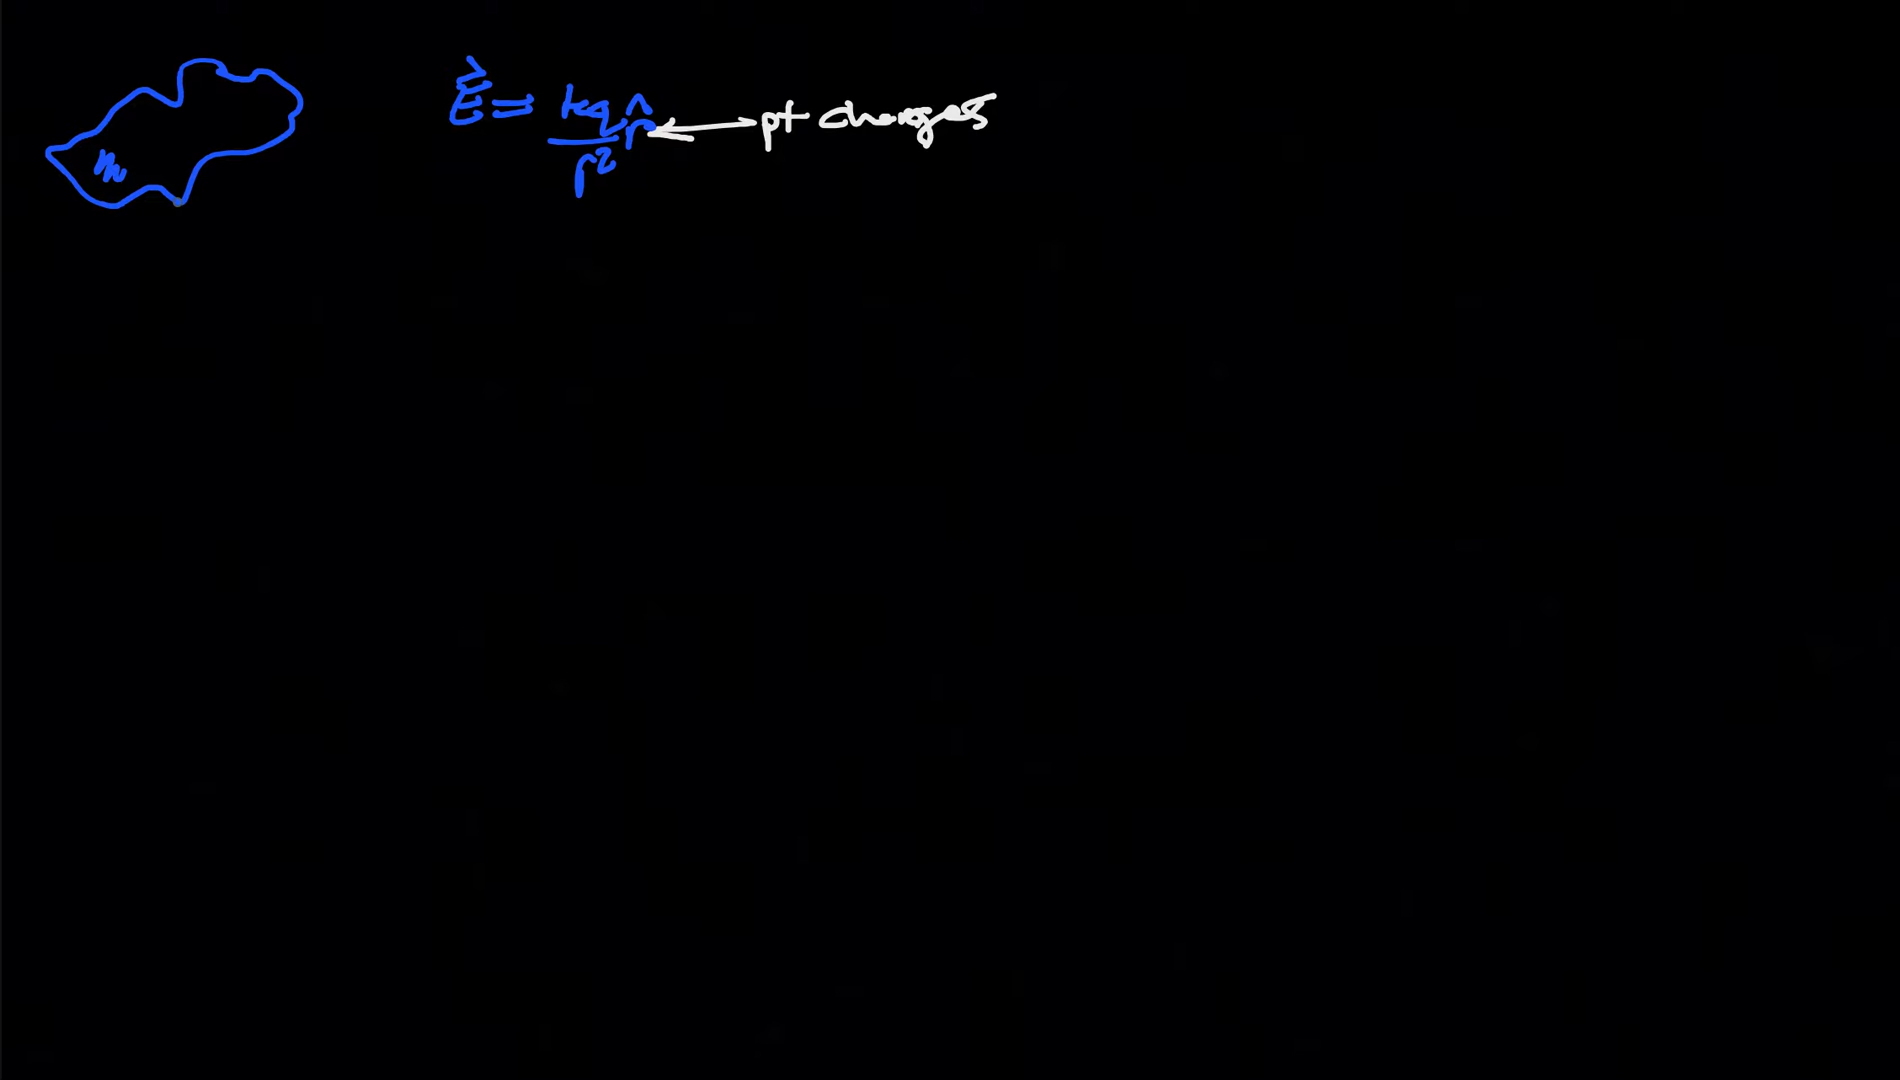 m
E⃗ = kq/r² r̂ ← pt charges